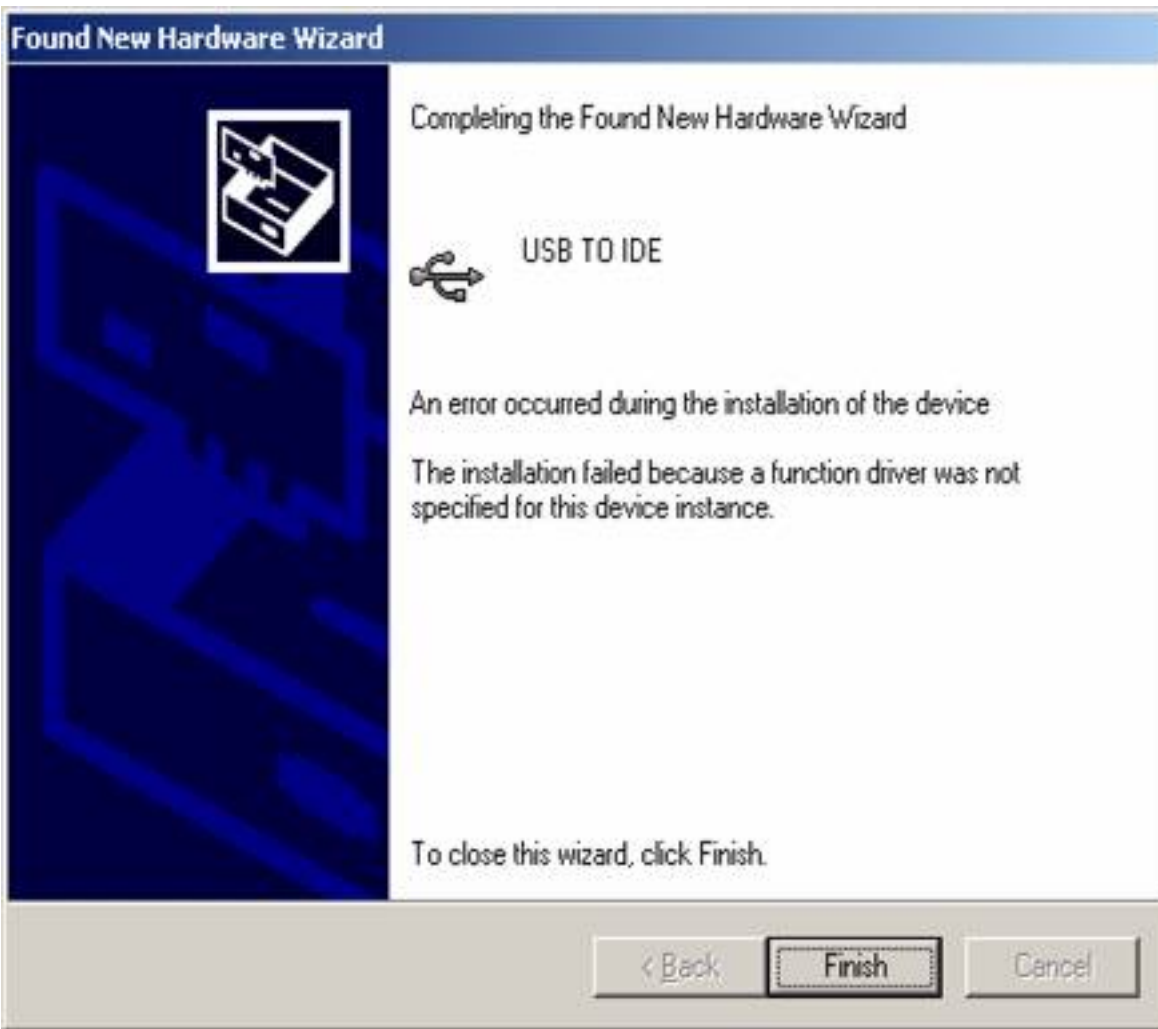 Found New Hardware Wizard
Completing the Found New Hardware Wizard
USB TO IDE
An error occurred during the installation of the device
The installation failed because a function driver was not
specified for this device instance.
To close this wizard, click Finish.
< Back Finish Cancel